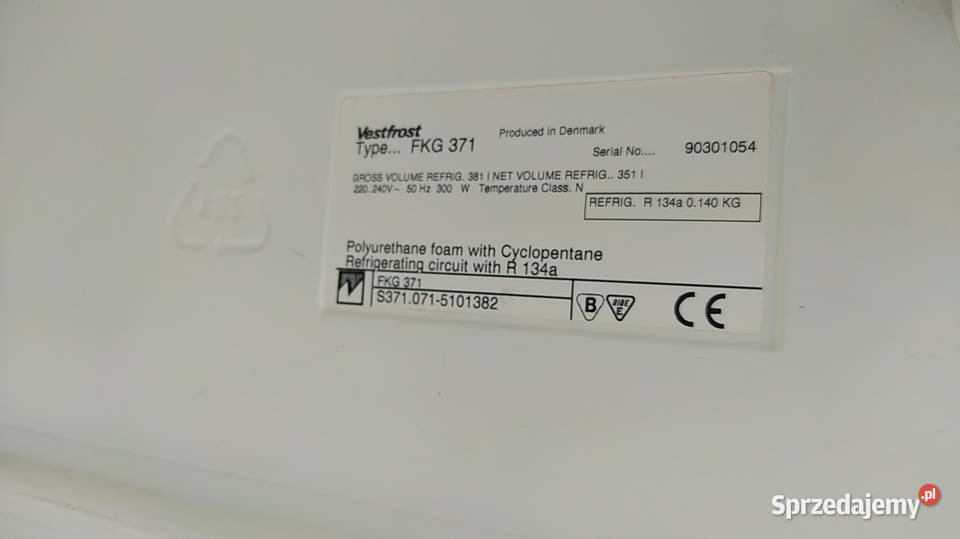 ABS
Vestfrost
Produced in Denmark
Type... FKG 371
Serial No.... 90301054
GROSS VOLUME REFRIG. 381 l NET VOLUME REFRIG.. 351 l
220..240V~ 50 Hz 300 W Temperature Class. N
REFRIG. R 134a 0.140 KG
Polyurethane foam with Cyclopentane
Refrigerating circuit with R 134a
FKG 371
S371.071-5101382
B
E
CE
Sprzedajemy.pl